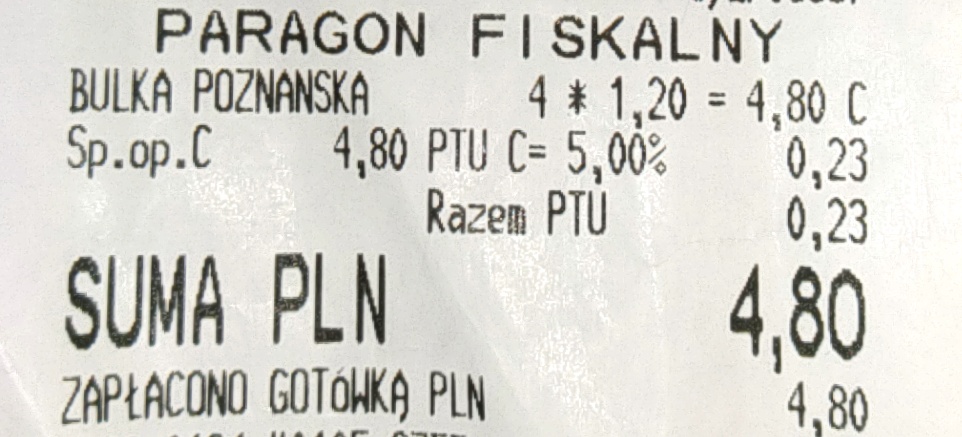 PARAGON FISKALNY
BULKA POZNANSKA 4 * 1,20 = 4,80 C
Sp.op.C 4,80 PTU C= 5,00% 0,23
Razem PTU 0,23
SUMA PLN 4,80
ZAPŁACONO GOTÓWKĄ PLN 4,80